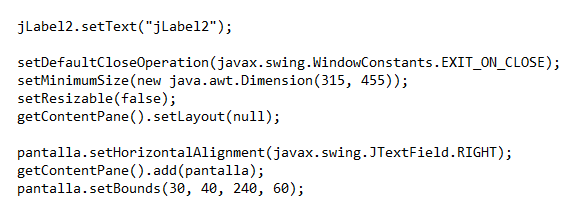 jLabel2.setText("jLabel2");
setDefaultCloseOperation(javax.swing.WindowConstants.EXIT_ON_CLOSE);
setMinimumSize(new java.awt.Dimension(315, 455));
setResizable(false);
getContentPane().setLayout(null);
pantalla.setHorizontalAlignment(javax.swing.JTextField.RIGHT);
getContentPane().add(pantalla);
pantalla.setBounds(30, 40, 240, 60);